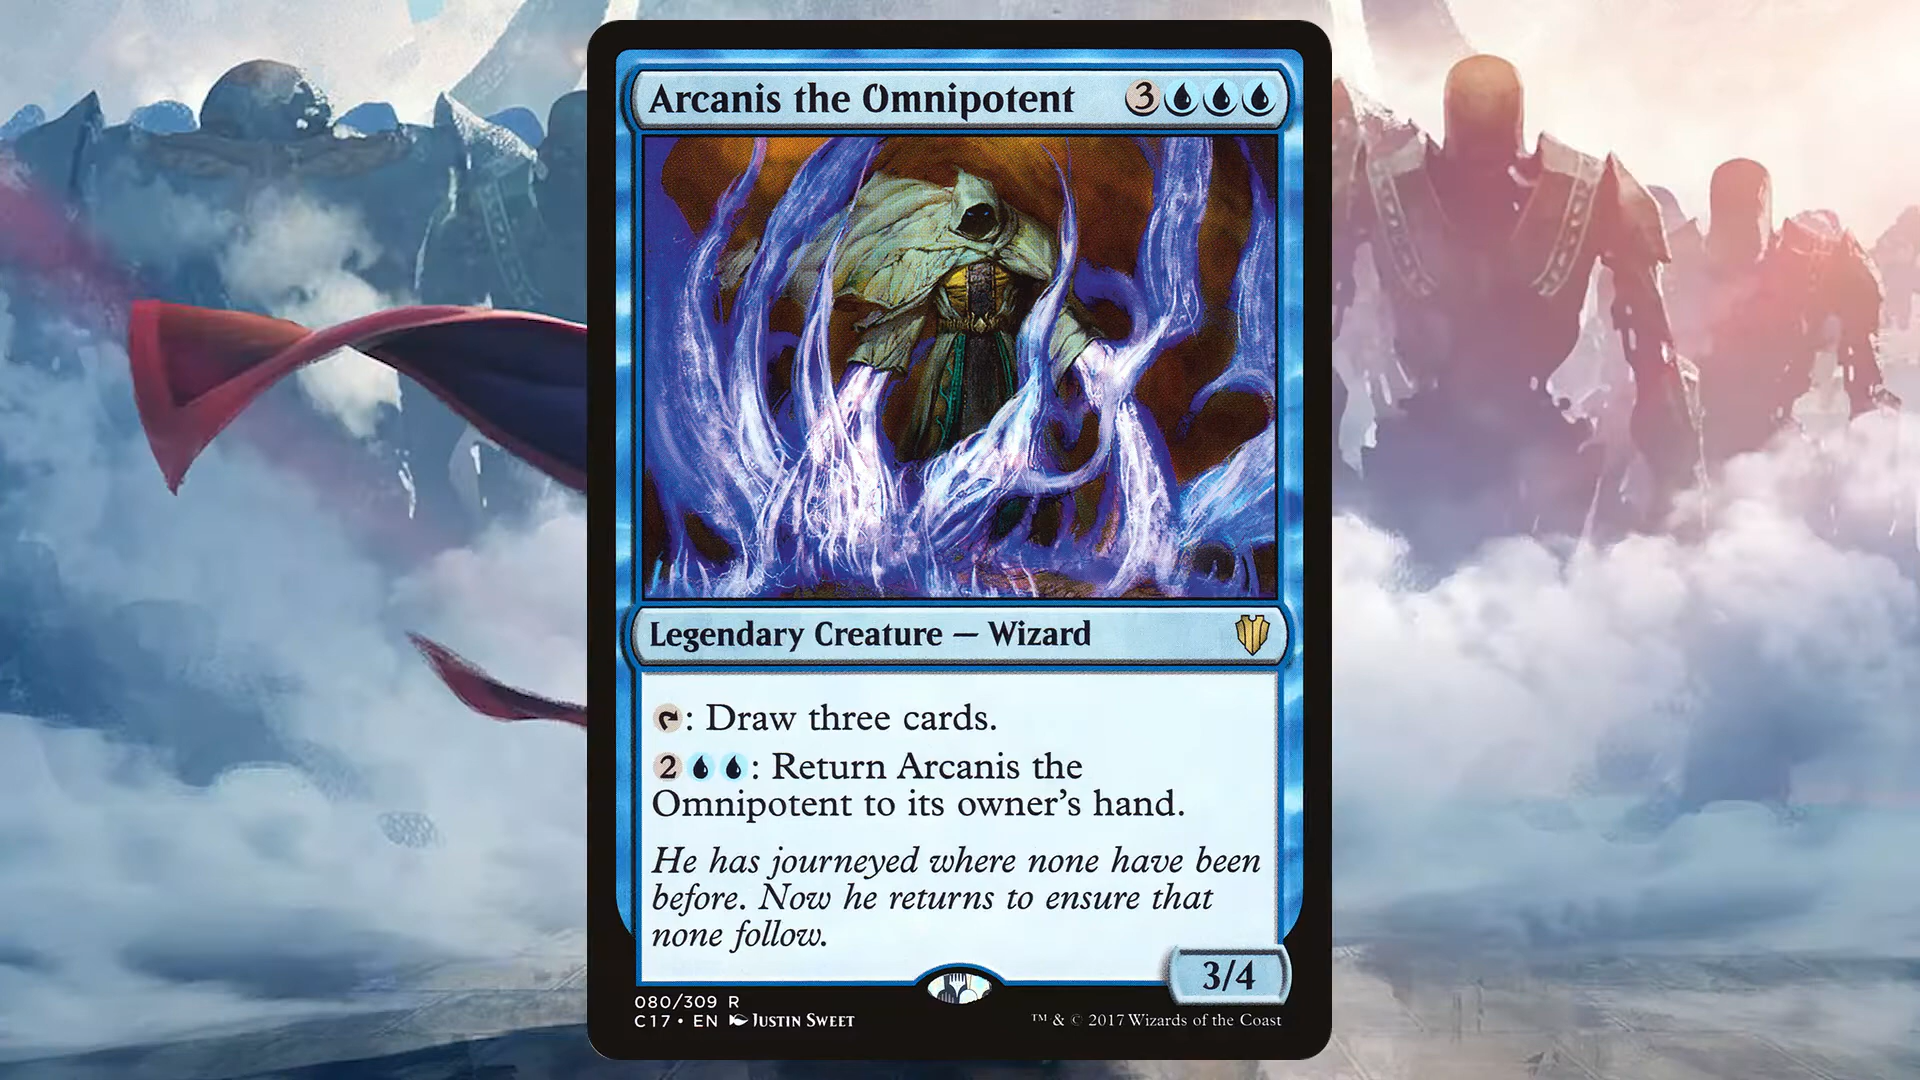 Arcanis the Omnipotent 3
Legendary Creature — Wizard
: Draw three cards.
2 : Return Arcanis the
Omnipotent to its owner's hand.
He has journeyed where none have been
before. Now he returns to ensure that
none follow.
3/4
080/309 R
C17 • EN Justin Sweet
™ & © 2017 Wizards of the Coast